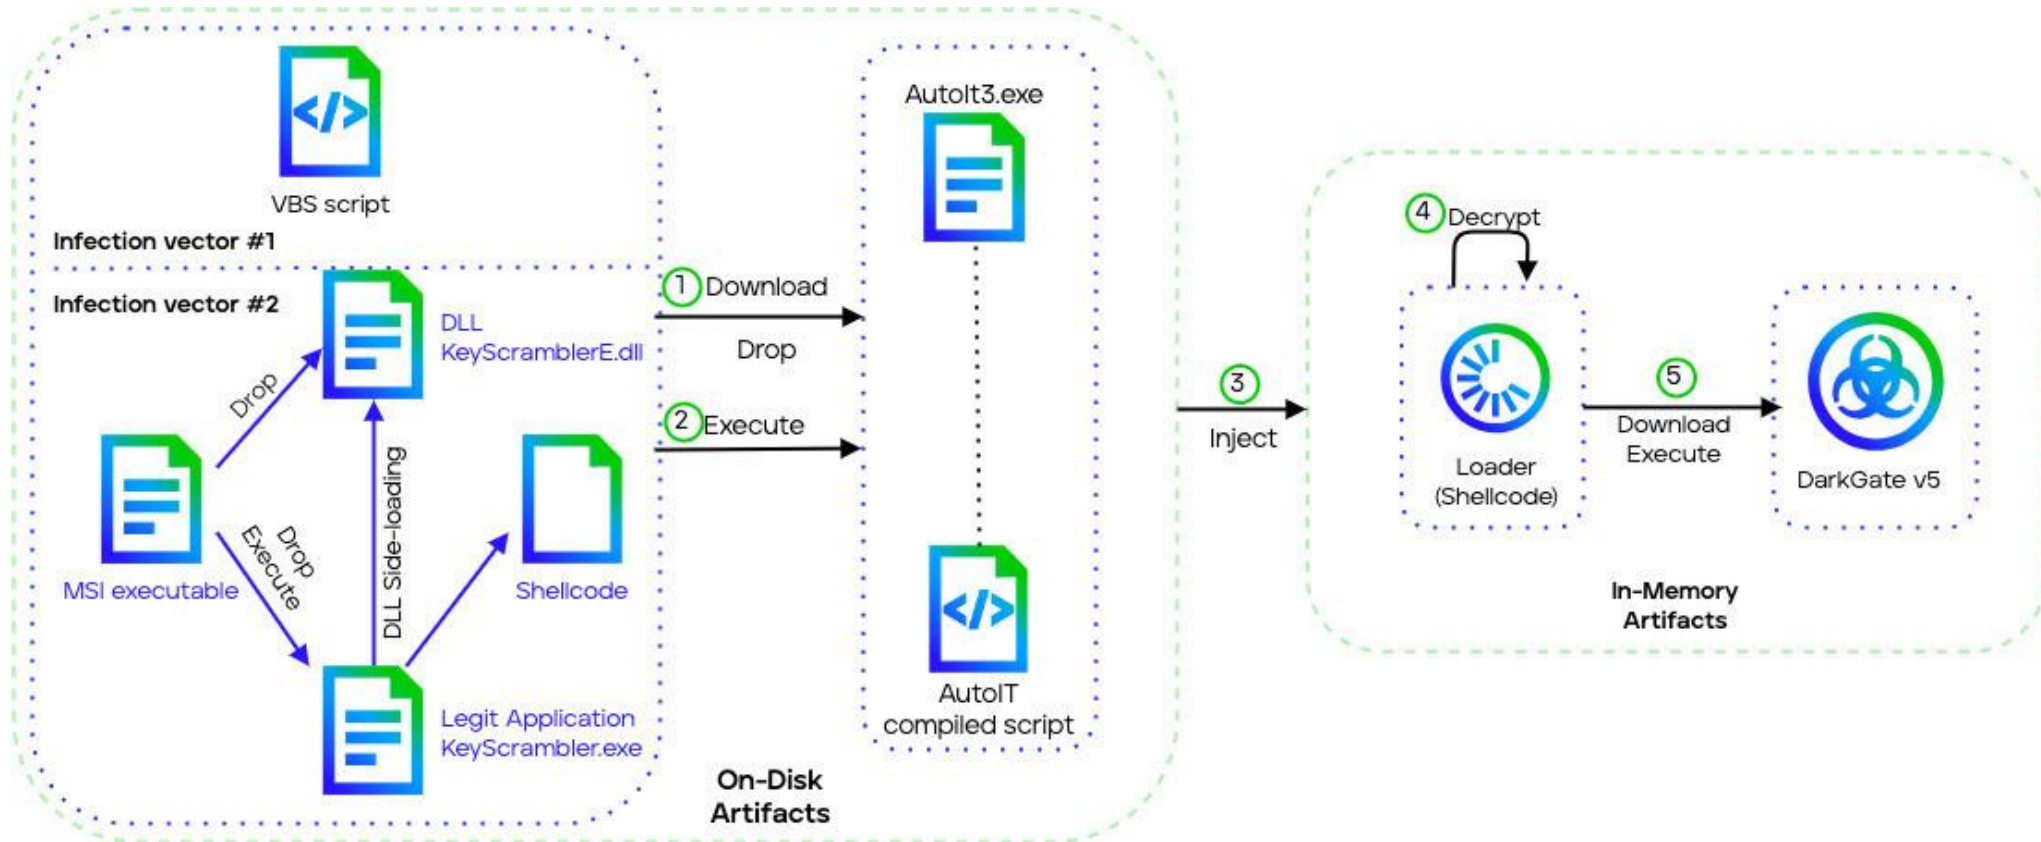 </>
VBS script
Infection vector #1
Infection vector #2
DLL
KeyScramblerE.dll
Drop
MSI executable
Drop
Execute
DLL Side-loading
Shellcode
Legit Application
KeyScrambler.exe
1 Download
Drop
2 Execute
AutoIt3.exe
</>
AutoIT
compiled script
On-Disk
Artifacts
3
Inject
4 Decrypt
Loader
(Shellcode)
5
Download
Execute
DarkGate v5
In-Memory
Artifacts